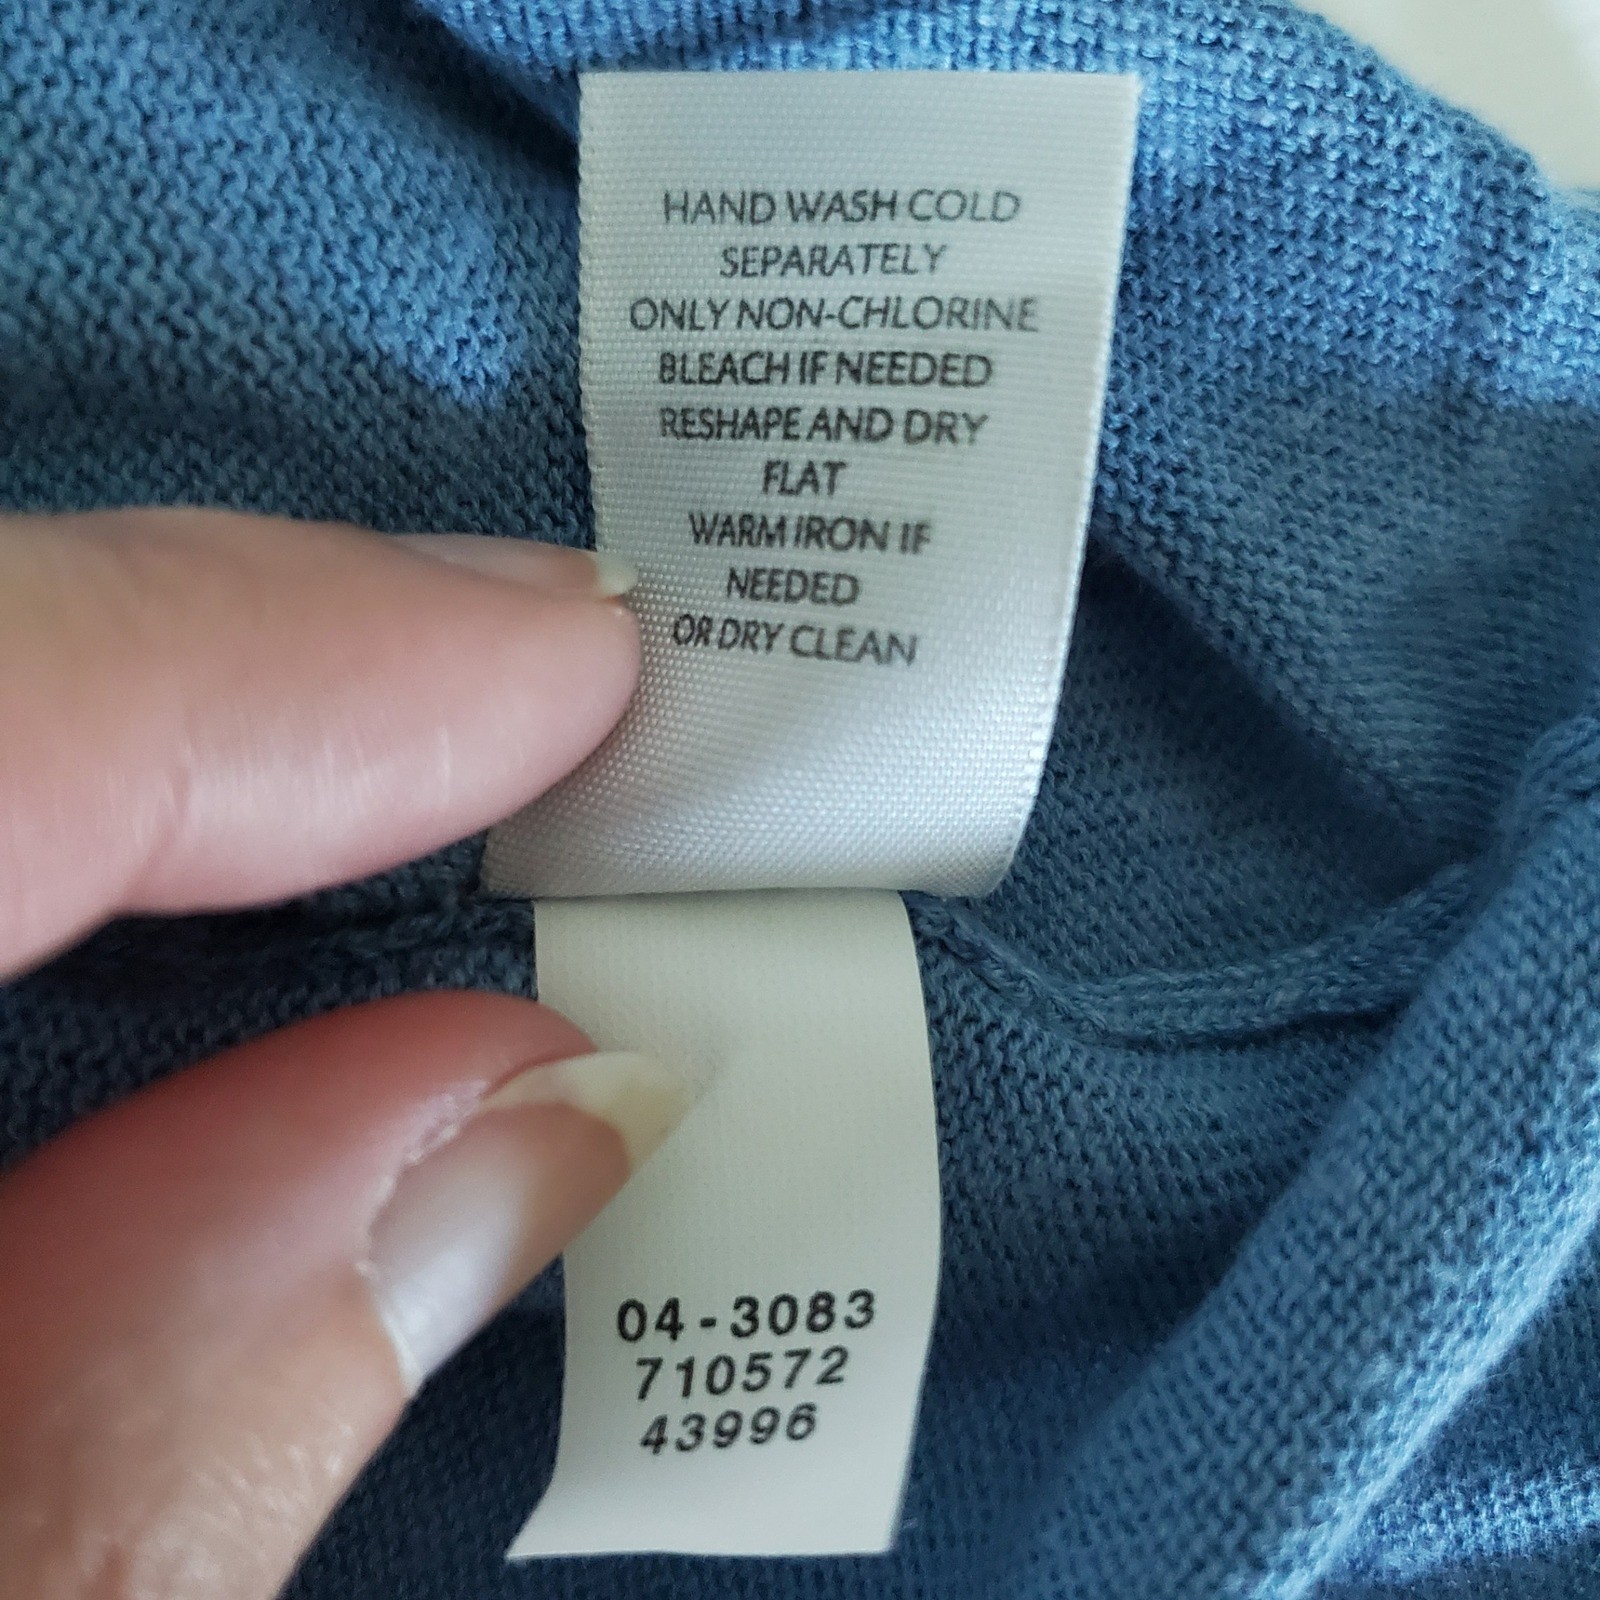 HAND WASH COLD
SEPARATELY
ONLY NON-CHLORINE
BLEACH IF NEEDED
RESHAPE AND DRY
FLAT
WARM IRON IF
NEEDED
OR DRY CLEAN
04-3083
710572
43996